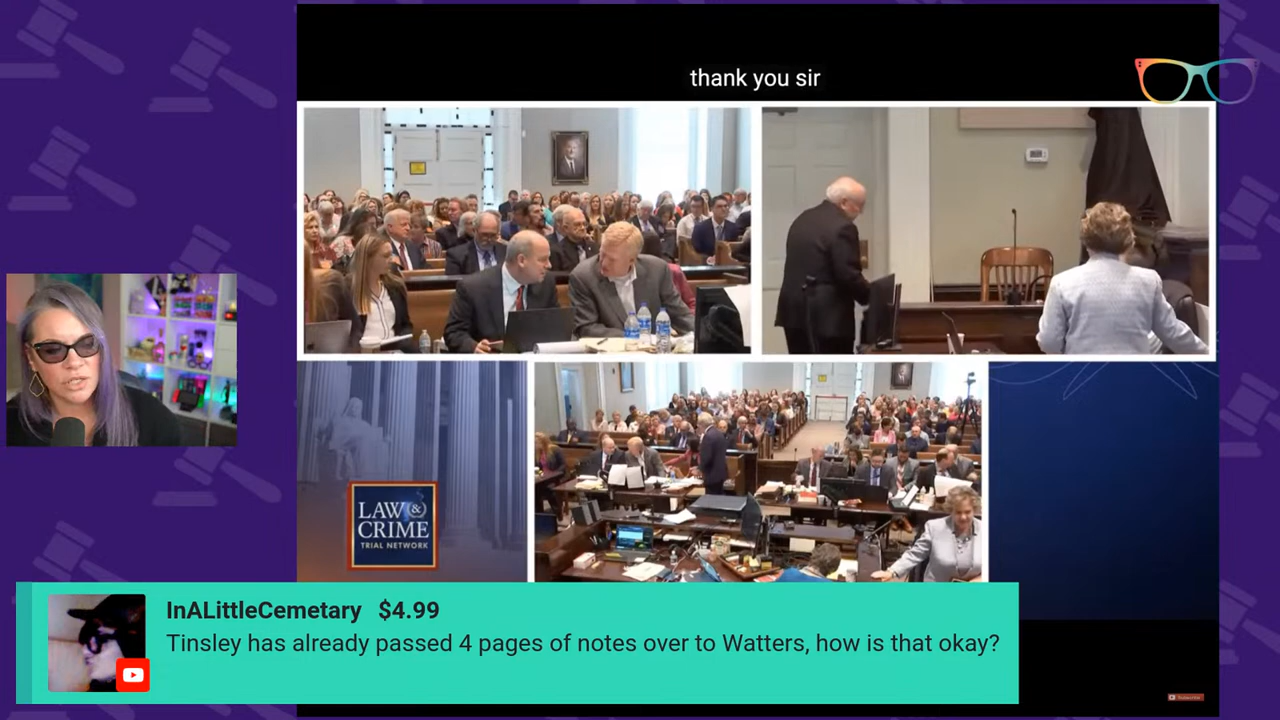 thank you sir
LAW &
CRIME
TRIAL NETWORK
InALittleCemetary $4.99
Tinsley has already passed 4 pages of notes over to Watters, how is that okay?
Subscribe